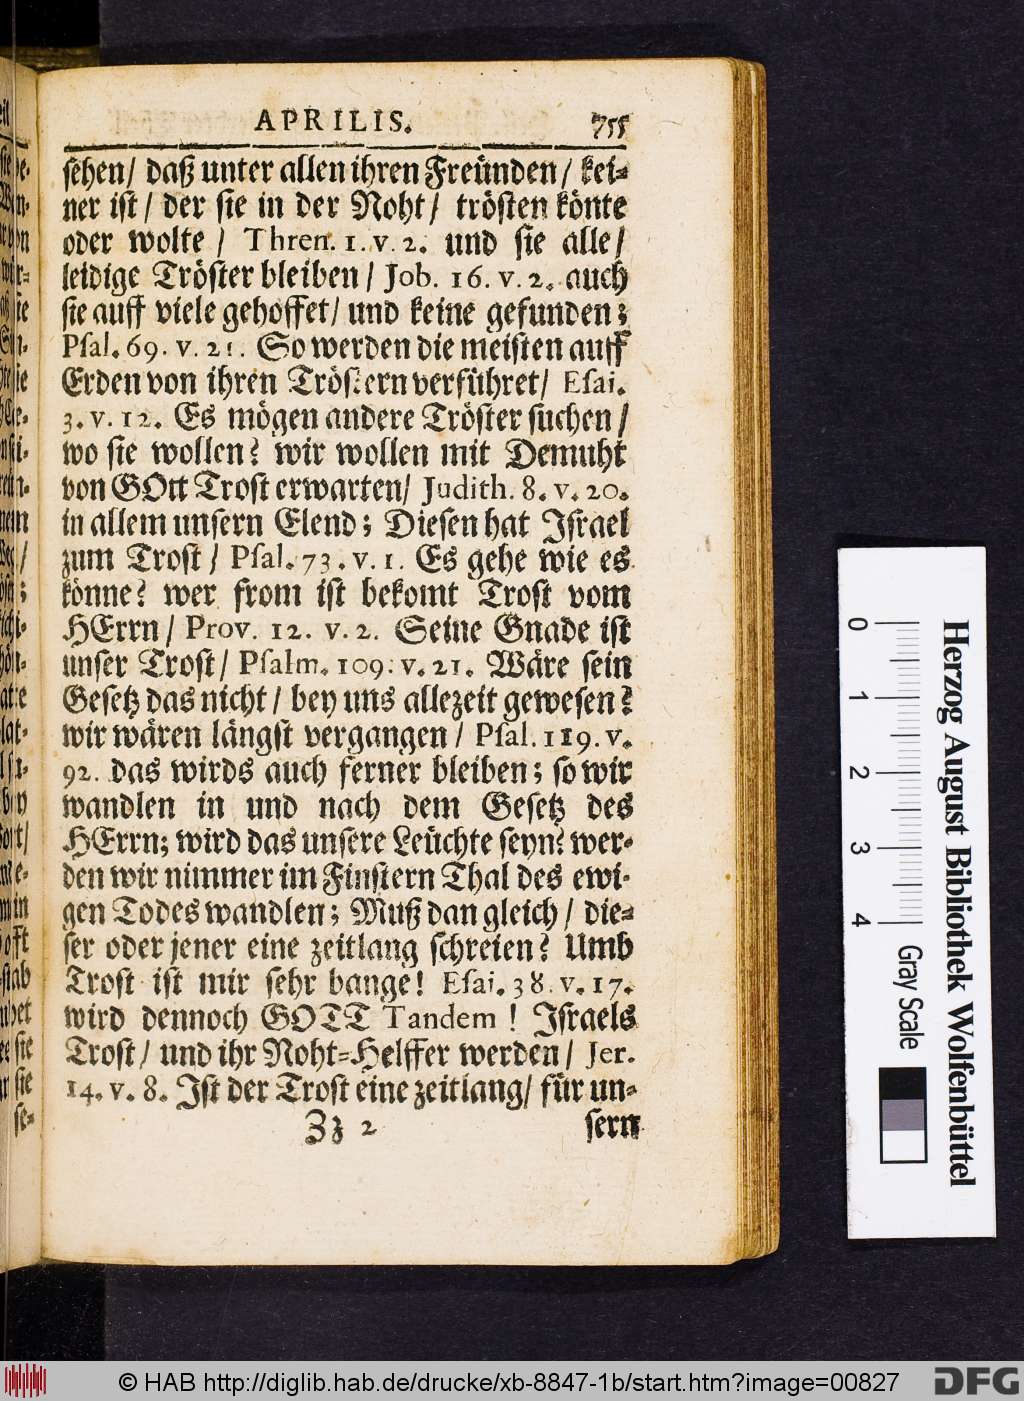 APRILIS. 755
sehen/ daß unter allen ihren Freünden/ kei-
ner ist/ der sie in der Noht/ trösten könte
oder wolte / Thren. 1. v. 2. und sie alle/
leidige Tröster bleiben/ Job. 16. v. 2. auch
sie auff viele gehoffet/ und keine gefunden;
Psal. 69. v. 21. So werden die meisten auff
Erden von ihren Tröstern verführet/ Esai.
3. v. 12. Es mögen andere Tröster suchen /
wo sie wollen? wir wollen mit Demuht
von GOtt Trost erwarten/ Judith. 8. v. 20.
in allem unsern Elend; Diesen hat Israel
zum Trost / Psal. 73. v. 1. Es gehe wie es
könne? wer from ist bekomt Trost vom
HErrn/ Prov. 12. v. 2. Seine Gnade ist
unser Trost/ Psalm. 109. v. 21. Wäre sein
Gesetz das nicht / bey uns allezeit gewesen?
wir wären längst vergangen / Psal. 119. v.
92. das wirds auch ferner bleiben; so wir
wandlen in und nach dem Gesetz des
HErrn; wird das unsere Leüchte seyn? wer-
den wir nimmer im Finstern Thal des ewi-
gen Todes wandlen; Muß dan gleich / die-
ser oder jener eine zeitlang schreien? Umb
Trost ist mir sehr bange! Esai. 38. v. 17.
wird dennoch GOTT Tandem! Israels
Trost/ und ihr Noht-Helffer werden/ Jer.
14. v. 8. Ist der Trost eine zeitlang/ für un-
Zz 2 sern
Herzog August Bibliothek Wolfenbüttel
0 1 2 3 4 Gray Scale
© HAB http://diglib.hab.de/drucke/xb-8847-1b/start.htm?image=00827
DFG